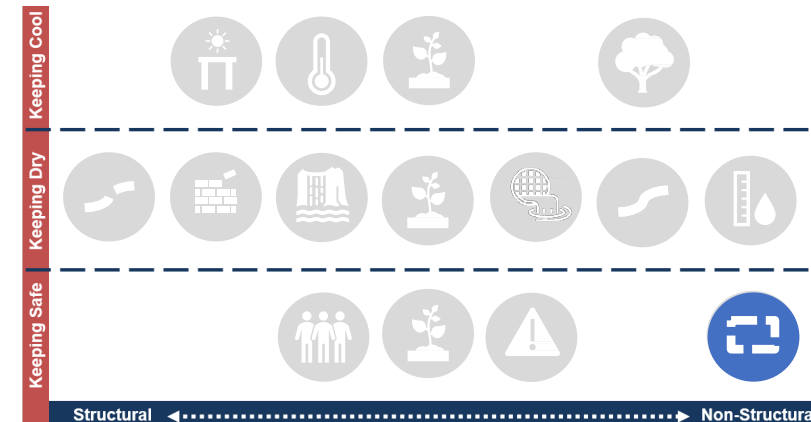 Keeping Cool
Keeping Dry
Keeping Safe
Structural
Non-Structura